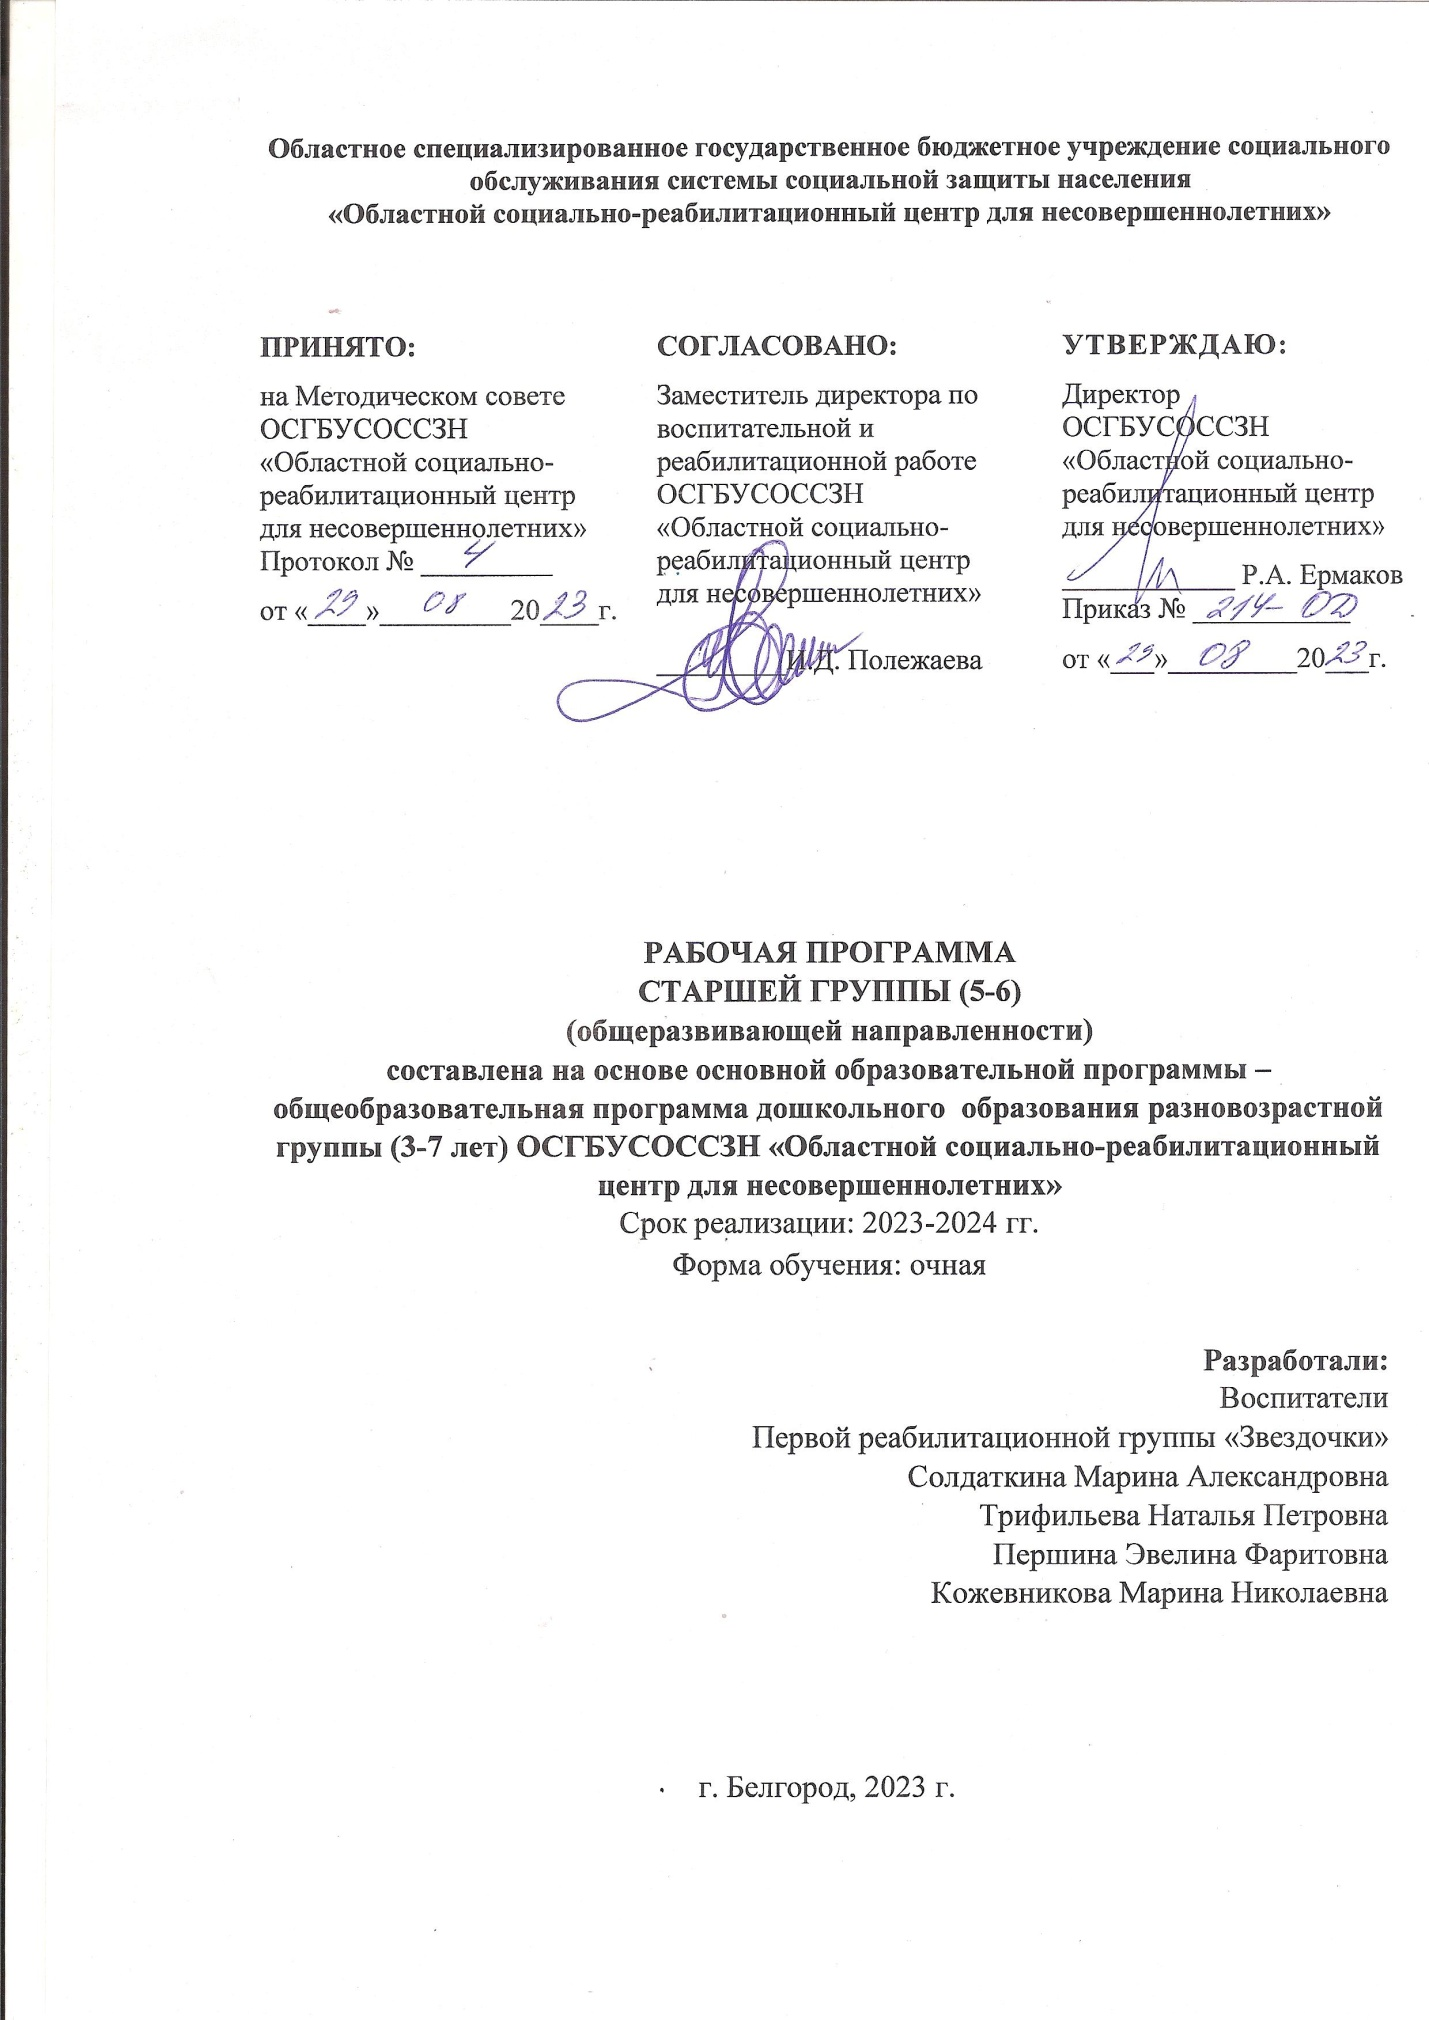 Областное специализированное государственное бюджетное учреждение социального
обслуживания системы социальной защиты населения
«Областной социально-реабилитационный центр для несовершеннолетних»
ПРИНЯТО:
на Методическом совете
ОСГБУСОССЗН
«Областной социально-
реабилитационный центр
для несовершеннолетних»
Протокол № 4
от «29» 08 2023г.
СОГЛАСОВАНО:
Заместитель директора по
воспитательной и
реабилитационной работе
ОСГБУСОССЗН
«Областной социально-
реабилитационный центр
для несовершеннолетних»
И.Д. Полежаева
УТВЕРЖДАЮ:
Директор
ОСГБУСОССЗН
«Областной социально-
реабилитационный центр
для несовершеннолетних»
Р.А. Ермаков
Приказ № 214- ОД
от «29» 08 2023г.
РАБОЧАЯ ПРОГРАММА
СТАРШЕЙ ГРУППЫ (5-6)
(общеразвивающей направленности)
составлена на основе основной образовательной программы –
общеобразовательная программа дошкольного образования разновозрастной
группы (3-7 лет) ОСГБУСОССЗН «Областной социально-реабилитационный
центр для несовершеннолетних»
Срок реализации: 2023-2024 гг.
Форма обучения: очная
Разработали:
Воспитатели
Первой реабилитационной группы «Звездочки»
Солдаткина Марина Александровна
Трифильева Наталья Петровна
Першина Эвелина Фаритовна
Кожевникова Марина Николаевна
г. Белгород, 2023 г.